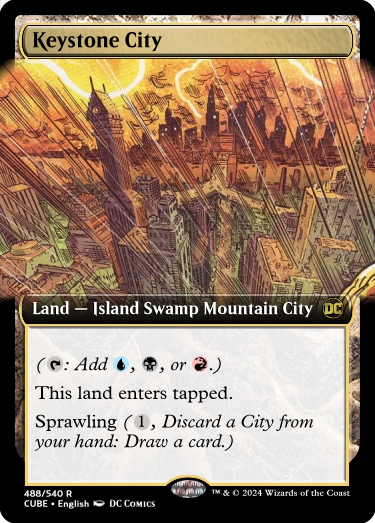 Keystone City
Land — Island Swamp Mountain City
DC
(: Add , , or .)
This land enters tapped.
Sprawling (1, Discard a City from
your hand: Draw a card.)
488/540 R
CUBE • English DC Comics
™ & © 2024 Wizards of the Coast